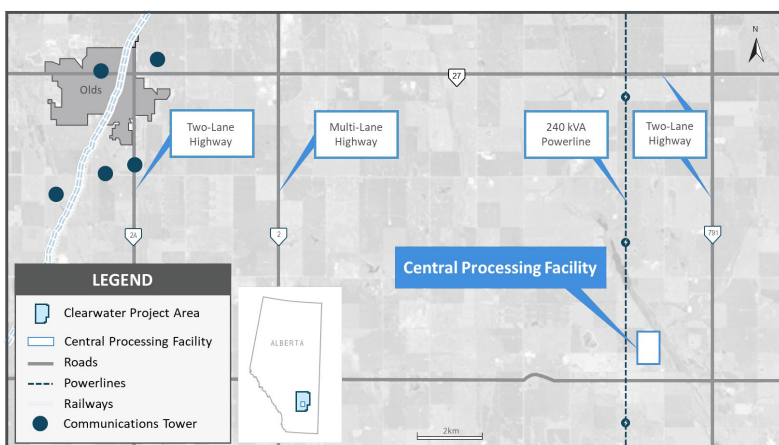 N
27
Olds
Two-Lane
Highway
Multi-Lane
Highway
240 kVA
Powerline
Two-Lane
Highway
2A
2
791
Central Processing Facility
LEGEND
Clearwater Project Area
Central Processing Facility
Roads
Powerlines
Railways
Communications Tower
ALBERTA
2km